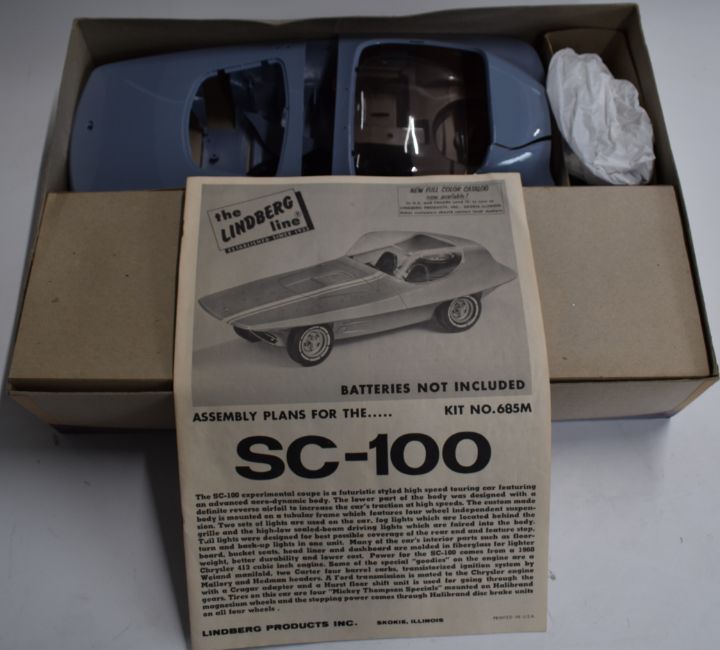 the
LINDBERG
line®
ESTABLISHED SINCE 1933
NEW FULL COLOR CATALOG
now available!
LINDBERG PRODUCTS, INC., SKOKIE, ILLINOIS
BATTERIES NOT INCLUDED
ASSEMBLY PLANS FOR THE..... KIT NO.685M
SC-100
The SC-100 experimental coupe is a futuristic styled high speed touring car featuring
an advanced aero-dynamic body. The lower part of the body was designed with a
definite reverse airfoil to increase the car's traction at high speeds. The custom made
body is mounted on a tubular frame which features four wheel independent suspen-
sion. Two sets of lights are used on the car, fog lights which are located behind the
grille and the high-low sealed-beam driving lights which are faired into the body.
Tail lights were designed for best possible coverage of the rear end and feature stop,
turn and back-up lights in one unit. Many of the car's interior parts such as floor-
board, bucket seats, head liner and dashboard are molded in fiberglass for lighter
weight, better durability and lower cost. Power for the SC-100 comes from a 1960
Chrysler 413 cubic inch engine. Some of the special "goodies" on the engine are a
Weiand manifold, two Carter four barrel carbs, transistorized ignition system by
Mallory and Hedman headers. A Ford transmission is mated to the Chrysler engine
with a Cragar adapter and a Hurst floor shift unit is used for going through the
gears. Tires on this car are four "Mickey Thompson Specials" mounted on Halibrand
magnesium wheels and the stopping power comes through Halibrand disc brake units
on all four wheels .
LINDBERG PRODUCTS INC. SKOKIE, ILLINOIS PRINTED IN U.S.A.